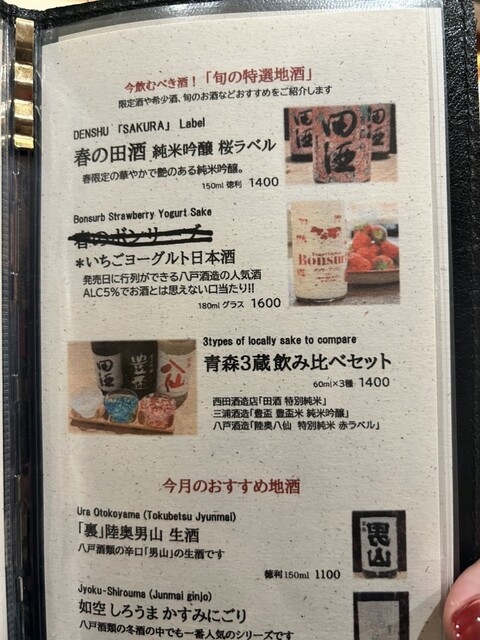 今飲むべき酒！「旬の特選地酒」
限定酒や希少酒、旬のお酒などおすすめをご紹介します
DENSHU 「SAKURA」 Label
春の田酒 純米吟醸 桜ラベル
春限定の華やかで艶のある純米吟醸。
150ml 徳利 1400
田酒
Bonsurb Strawberry Yogurt Sake
春のボンリーブ
＊いちごヨーグルト日本酒
発売日に行列ができる八戸酒造の人気酒
ALC5%でお酒とは思えない口当たり!!
180ml グラス 1600
3types of locally sake to compare
青森3蔵 飲み比べセット
60ml×3種 1400
西田酒造店「田酒 特別純米」
三浦酒造「豊盃 豊盃米 純米吟醸」
八戸酒造「陸奥八仙 特別純米 赤ラベル」
田酒
豊盃
八仙
今月のおすすめ地酒
Ura Otokoyama (Tokubetsu Jyunmai)
「裏」陸奥男山 生酒
八戸酒類の辛口「男山」の生酒です
徳利 150ml 1100
男山
Jyoku-Shirouma (Junmai ginjo)
如空 しろうま かすみにごり
八戸酒類の冬酒の中でも一番人気のシリーズです